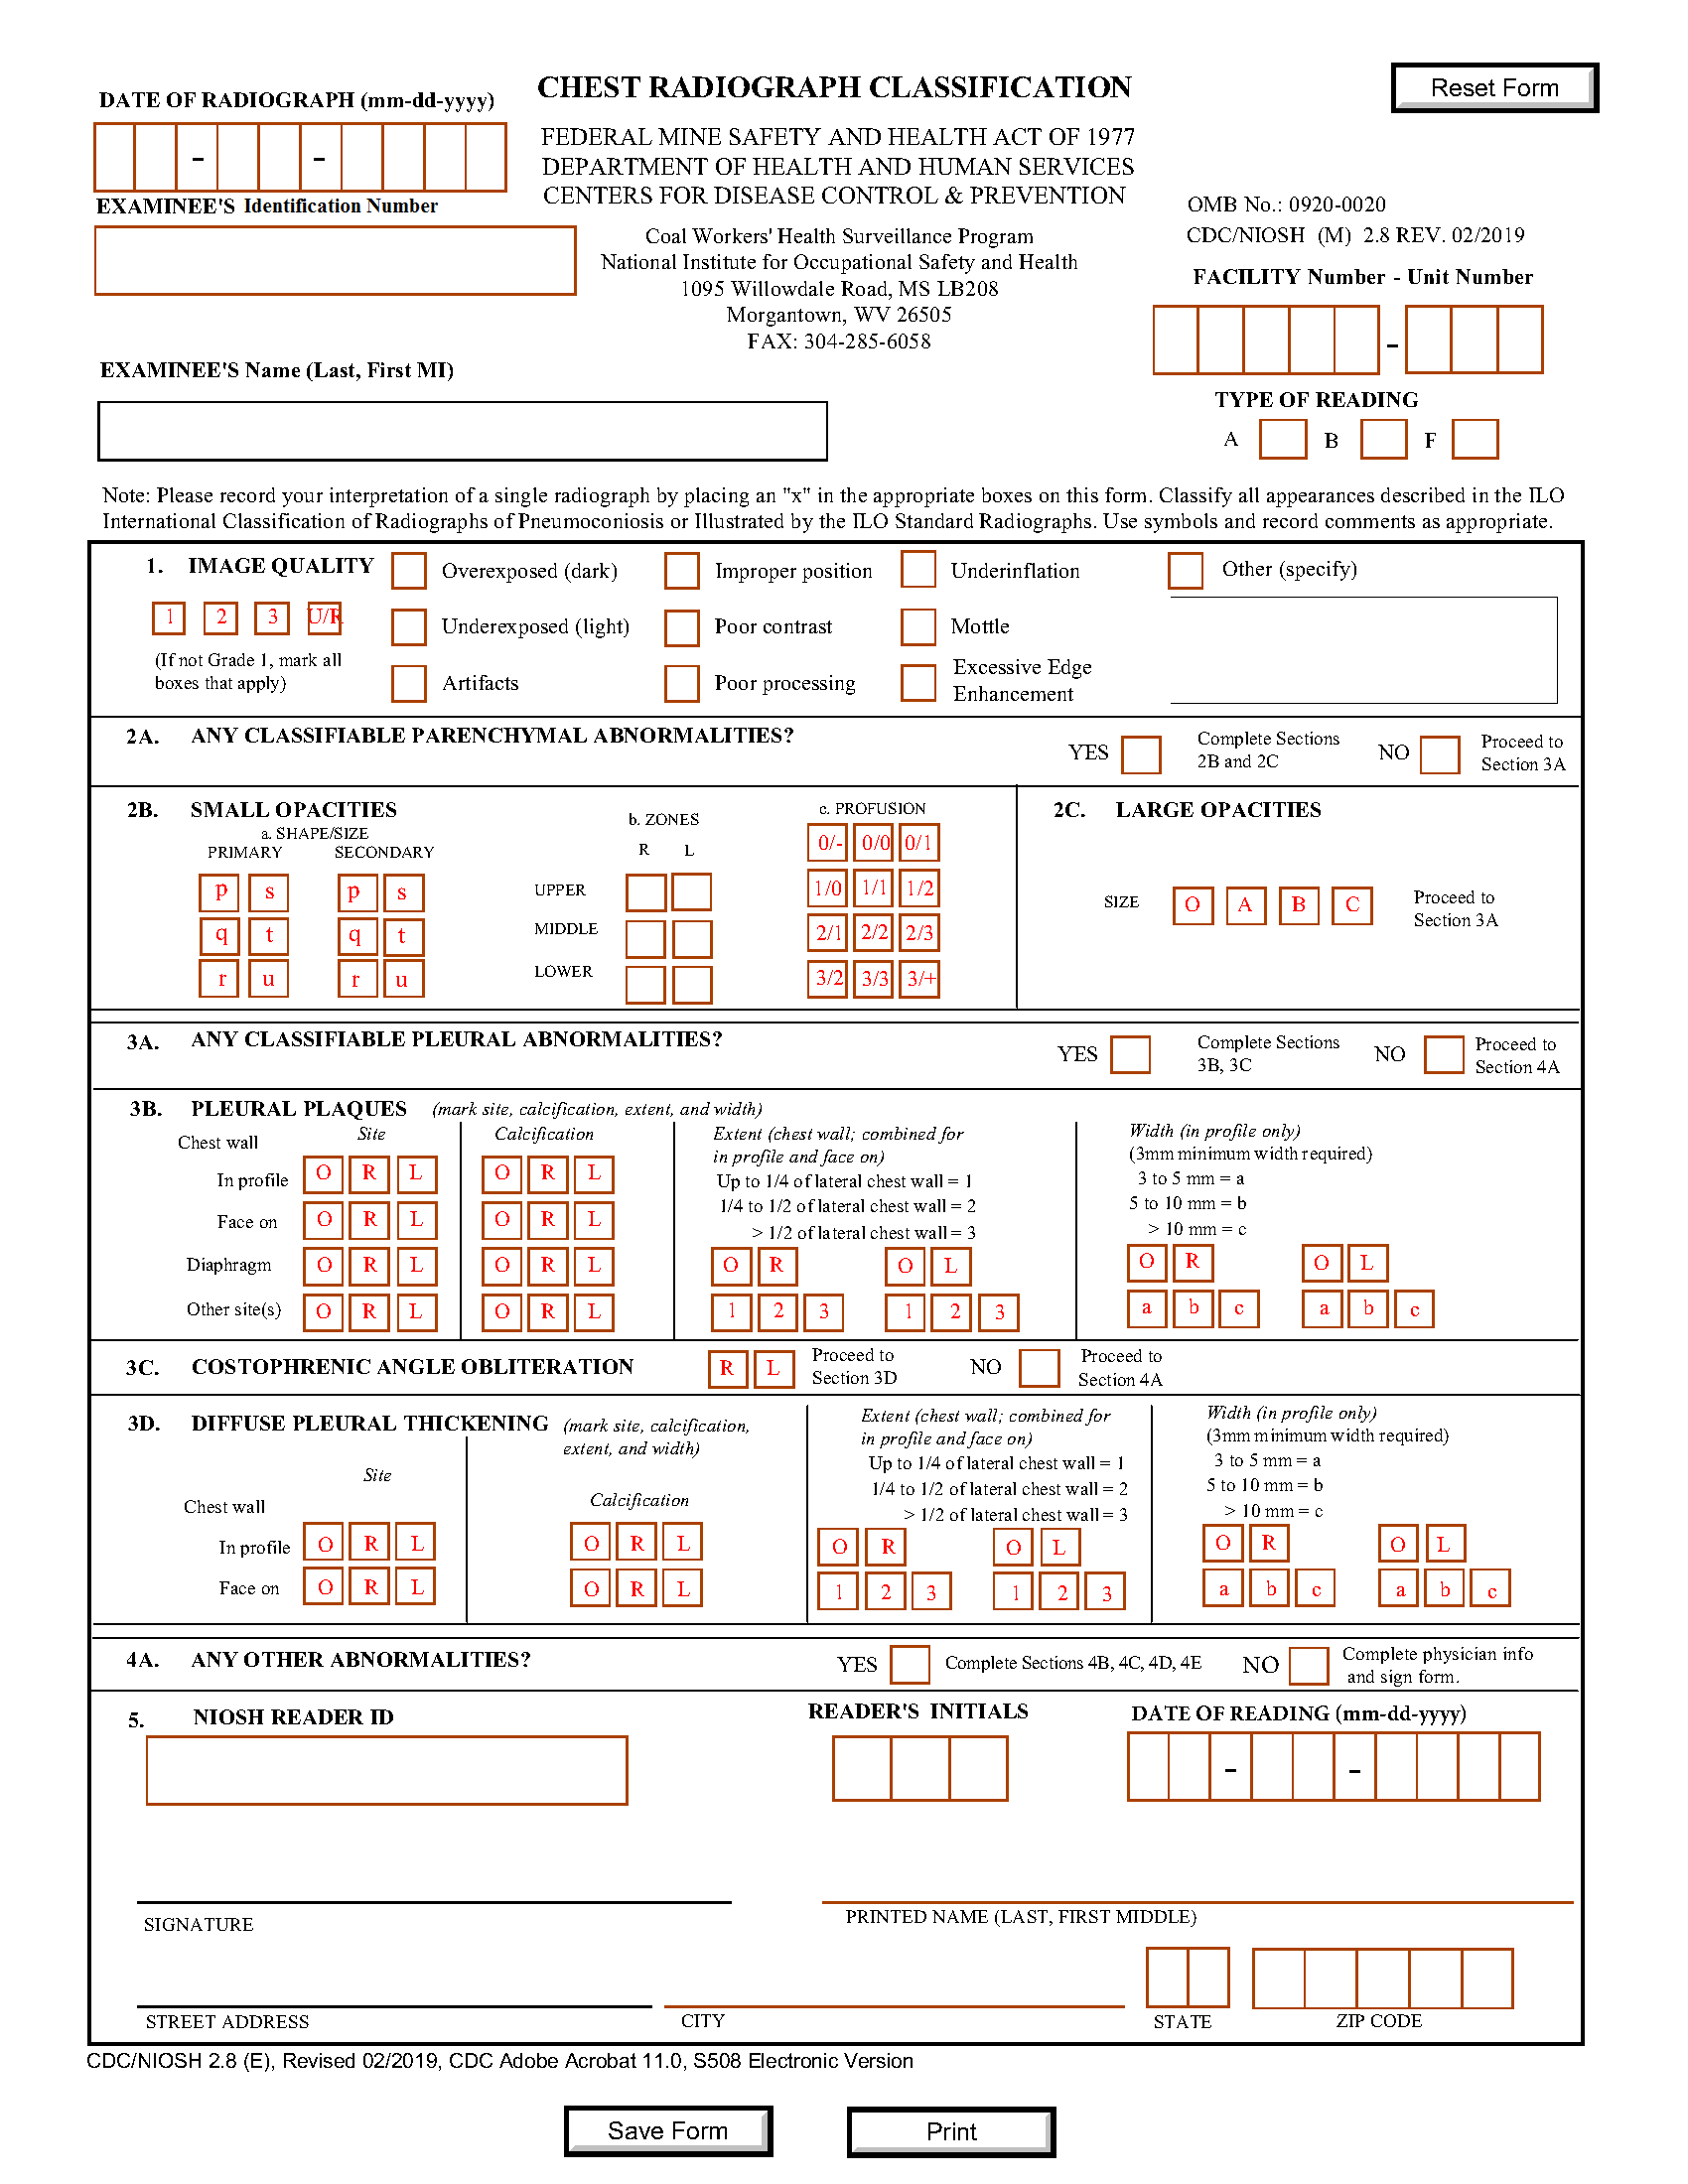 DATE OF RADIOGRAPH (mm-dd-yyyy)
CHEST RADIOGRAPH CLASSIFICATION
Reset Form
- -
FEDERAL MINE SAFETY AND HEALTH ACT OF 1977
DEPARTMENT OF HEALTH AND HUMAN SERVICES
CENTERS FOR DISEASE CONTROL & PREVENTION
EXAMINEE'S Identification Number
OMB No.: 0920-0020
CDC/NIOSH (M) 2.8 REV. 02/2019
Coal Workers' Health Surveillance Program
National Institute for Occupational Safety and Health
1095 Willowdale Road, MS LB208
Morgantown, WV 26505
FAX: 304-285-6058
FACILITY Number - Unit Number
-
EXAMINEE'S Name (Last, First MI)
TYPE OF READING
A B F
Note: Please record your interpretation of a single radiograph by placing an "x" in the appropriate boxes on this form. Classify all appearances described in the ILO
International Classification of Radiographs of Pneumoconiosis or Illustrated by the ILO Standard Radiographs. Use symbols and record comments as appropriate.
1. IMAGE QUALITY
1 2 3 U/R
(If not Grade 1, mark all
boxes that apply)
Overexposed (dark) Improper position Underinflation Other (specify)
Underexposed (light) Poor contrast Mottle
Artifacts Poor processing Excessive Edge
Enhancement
2A. ANY CLASSIFIABLE PARENCHYMAL ABNORMALITIES?
YES Complete Sections
2B and 2C
NO Proceed to
Section 3A
2B. SMALL OPACITIES
a. SHAPE/SIZE
PRIMARY SECONDARY
p s p s
q t q t
r u r u
b. ZONES
R L
UPPER
MIDDLE
LOWER
c. PROFUSION
0/- 0/0 0/1
1/0 1/1 1/2
2/1 2/2 2/3
3/2 3/3 3/+
2C. LARGE OPACITIES
SIZE O A B C Proceed to
Section 3A
3A. ANY CLASSIFIABLE PLEURAL ABNORMALITIES?
YES Complete Sections
3B, 3C
NO Proceed to
Section 4A
3B. PLEURAL PLAQUES (mark site, calcification, extent, and width)
Chest wall Site Calcification
In profile O R L O R L
Face on O R L O R L
Diaphragm O R L O R L
Other site(s) O R L O R L
Extent (chest wall; combined for
in profile and face on)
Up to 1/4 of lateral chest wall = 1
1/4 to 1/2 of lateral chest wall = 2
> 1/2 of lateral chest wall = 3
O R O L
1 2 3 1 2 3
Width (in profile only)
(3mm minimum width required)
3 to 5 mm = a
5 to 10 mm = b
> 10 mm = c
O R O L
a b c a b c
3C. COSTOPHRENIC ANGLE OBLITERATION
R L Proceed to
Section 3D
NO Proceed to
Section 4A
3D. DIFFUSE PLEURAL THICKENING (mark site, calcification,
extent, and width)
Site
Chest wall Calcification
In profile O R L O R L
Face on O R L O R L
Extent (chest wall; combined for
in profile and face on)
Up to 1/4 of lateral chest wall = 1
1/4 to 1/2 of lateral chest wall = 2
> 1/2 of lateral chest wall = 3
O R O L
1 2 3 1 2 3
Width (in profile only)
(3mm minimum width required)
3 to 5 mm = a
5 to 10 mm = b
> 10 mm = c
O R O L
a b c a b c
4A. ANY OTHER ABNORMALITIES?
YES Complete Sections 4B, 4C, 4D, 4E
NO Complete physician info
and sign form.
5. NIOSH READER ID
READER'S INITIALS
DATE OF READING (mm-dd-yyyy)
- -
SIGNATURE
PRINTED NAME (LAST, FIRST MIDDLE)
STREET ADDRESS CITY STATE ZIP CODE
CDC/NIOSH 2.8 (E), Revised 02/2019, CDC Adobe Acrobat 11.0, S508 Electronic Version
Save Form Print